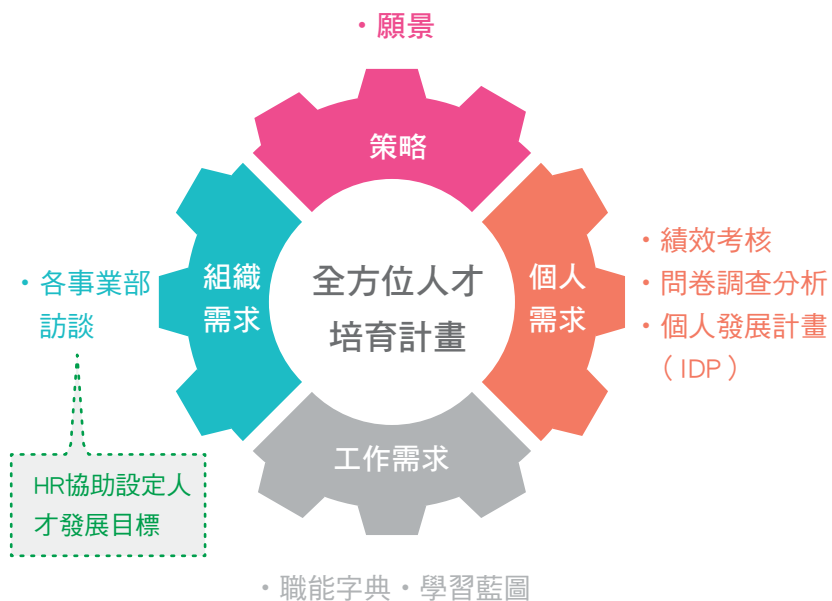 ・願景
策略
組織
需求
全方位人才
培育計畫
個人
需求
・各事業部
訪談
・績效考核
・問卷調查分析
・個人發展計畫
（IDP）
工作需求
HR協助設定人
才發展目標
・職能字典・學習藍圖